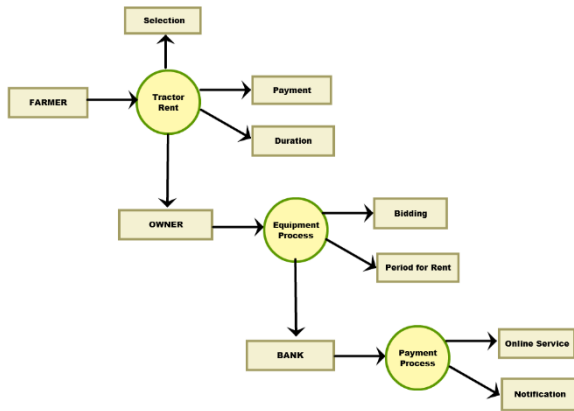 Selection
FARMER
Tractor
Rent
Payment
Duration
OWNER
Equipment
Process
Bidding
Period for Rent
BANK
Payment
Process
Online Service
Notification